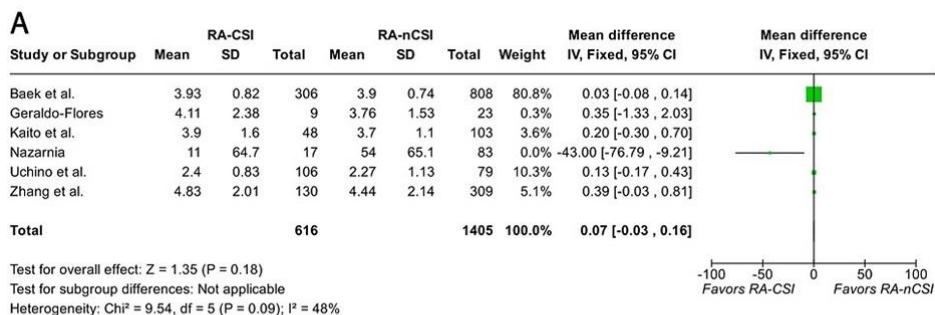 A
RA-CSI RA-nCSI Mean difference Mean difference
Study or Subgroup Mean SD Total Mean SD Total Weight IV, Fixed, 95% CI IV, Fixed, 95% CI
Baek et al. 3.93 0.82 306 3.9 0.74 808 80.8% 0.03 [-0.08 , 0.14]
Geraldo-Flores 4.11 2.38 9 3.76 1.53 23 0.3% 0.35 [-1.33 , 2.03]
Kaito et al. 3.9 1.6 48 3.7 1.1 103 3.6% 0.20 [-0.30 , 0.70]
Nazarnia 11 64.7 17 54 65.1 83 0.0% -43.00 [-76.79 , -9.21]
Uchino et al. 2.4 0.83 106 2.27 1.13 79 10.3% 0.13 [-0.17 , 0.43]
Zhang et al. 4.83 2.01 130 4.44 2.14 309 5.1% 0.39 [-0.03 , 0.81]
Total 616 1405 100.0% 0.07 [-0.03 , 0.16]
Test for overall effect: Z = 1.35 (P = 0.18)
Test for subgroup differences: Not applicable
Heterogeneity: Chi² = 9.54, df = 5 (P = 0.09); I² = 48%
-100 -50 0 50 100
Favors RA-CSI Favors RA-nCSI